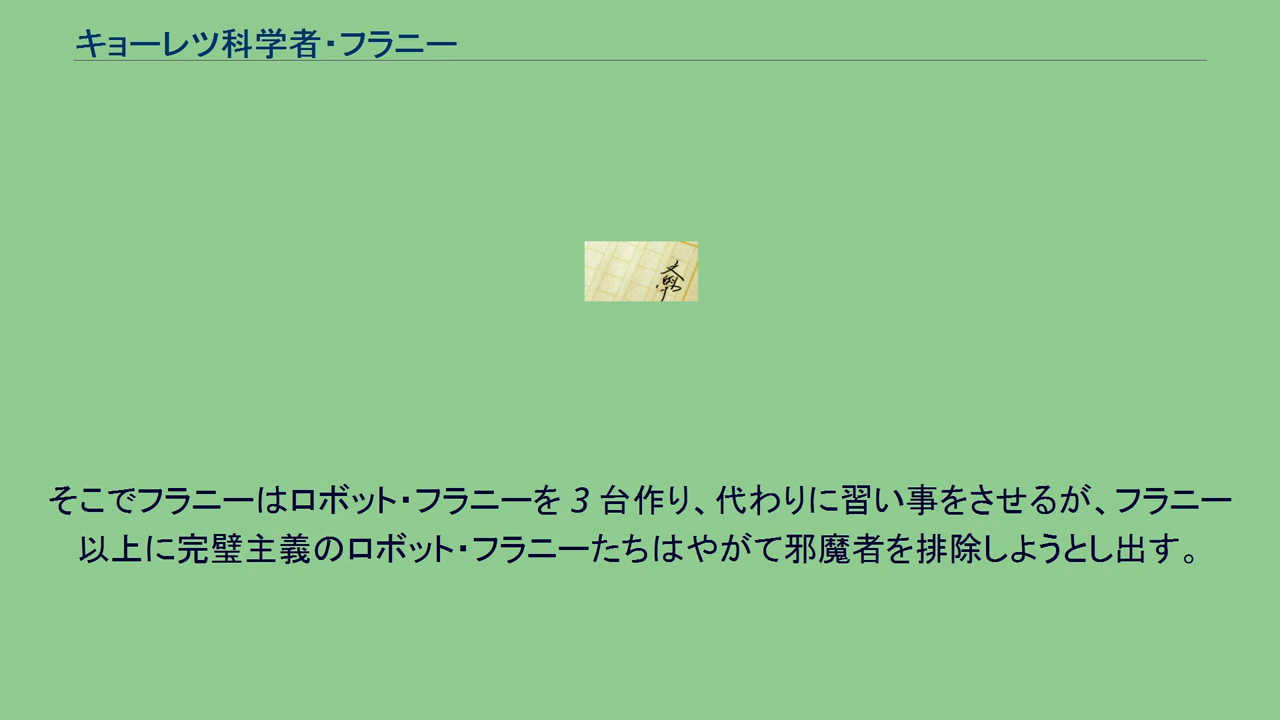 キョーレツ科学者・フラニー
そこでフラニーはロボット・フラニーを 3 台作り、代わりに習い事をさせるが、フラニー
以上に完璧主義のロボット・フラニーたちはやがて邪魔者を排除しようとし出す。